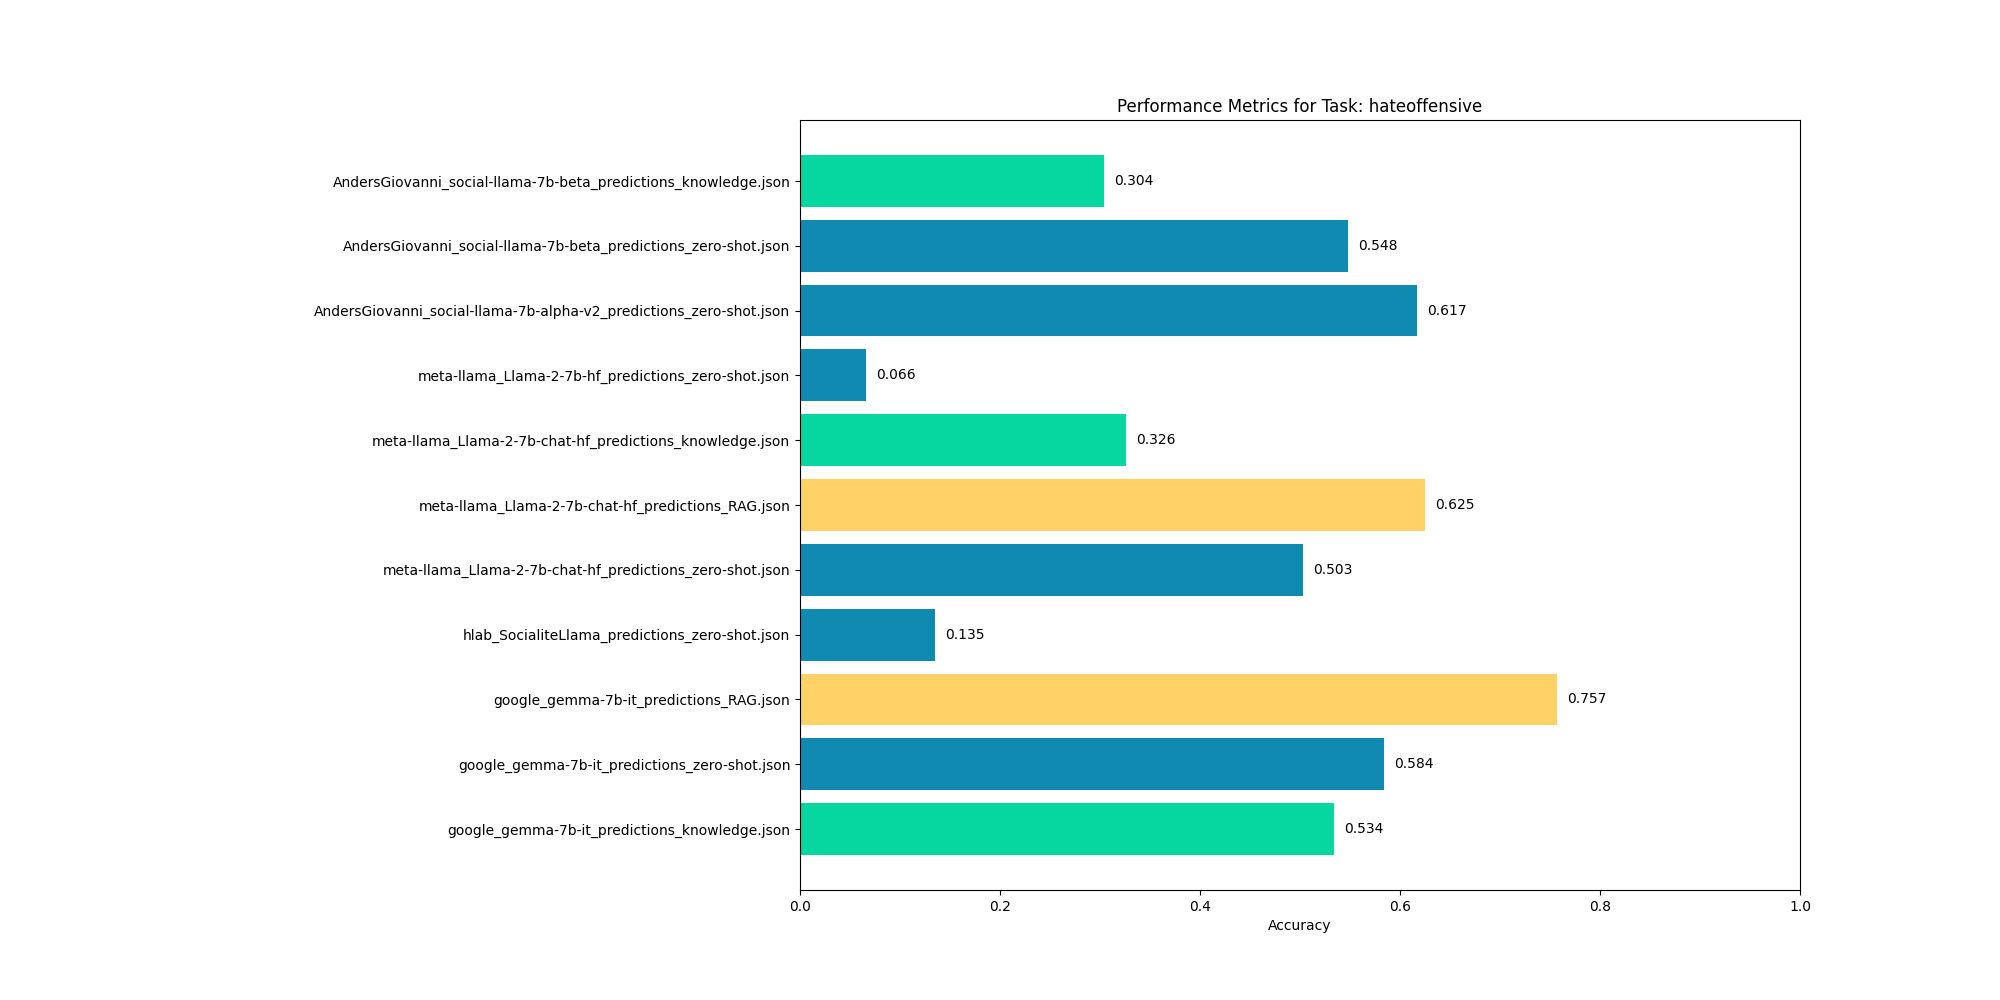 Performance Metrics for Task: hateoffensive
AndersGiovanni_social-llama-7b-beta_predictions_knowledge.json
0.304
AndersGiovanni_social-llama-7b-beta_predictions_zero-shot.json
0.548
AndersGiovanni_social-llama-7b-alpha-v2_predictions_zero-shot.json
0.617
meta-llama_Llama-2-7b-hf_predictions_zero-shot.json
0.066
meta-llama_Llama-2-7b-chat-hf_predictions_knowledge.json
0.326
meta-llama_Llama-2-7b-chat-hf_predictions_RAG.json
0.625
meta-llama_Llama-2-7b-chat-hf_predictions_zero-shot.json
0.503
hlab_SocialiteLlama_predictions_zero-shot.json
0.135
google_gemma-7b-it_predictions_RAG.json
0.757
google_gemma-7b-it_predictions_zero-shot.json
0.584
google_gemma-7b-it_predictions_knowledge.json
0.534
0.0 0.2 0.4 0.6 0.8 1.0
Accuracy